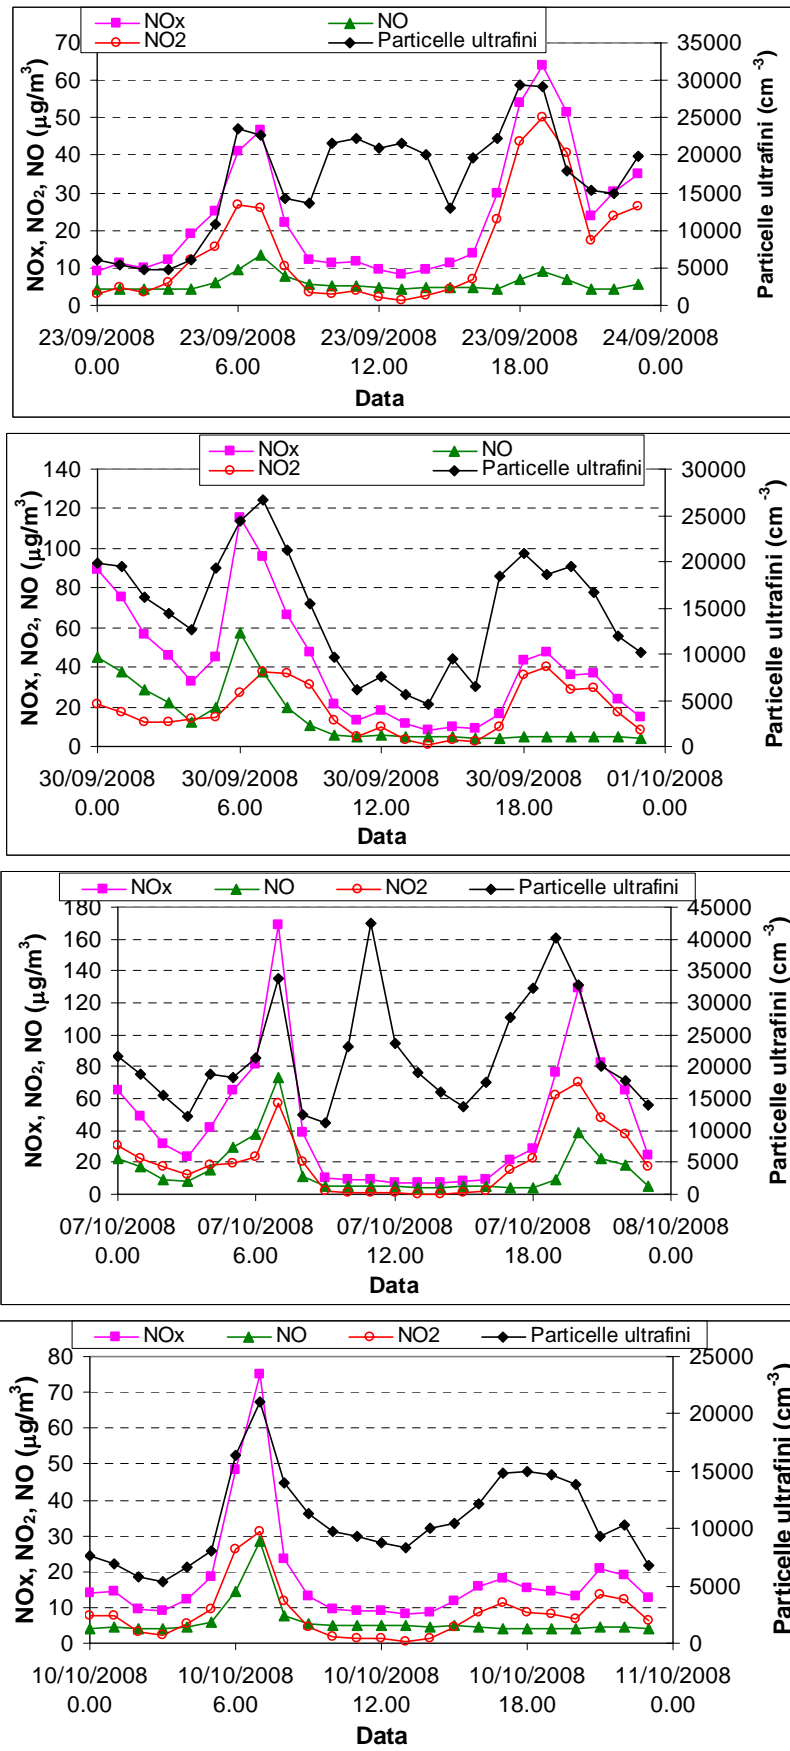 NOx NO
NO2 Particelle ultrafini
70 35000
60 30000
50 25000
40 20000
30 15000
20 10000
10 5000
0 0
NOx, NO2, NO (µg/m3)
Particelle ultrafini (cm-3)
23/09/2008 23/09/2008 23/09/2008 23/09/2008 24/09/2008
0.00 6.00 12.00 18.00 0.00
Data
NOx NO
NO2 Particelle ultrafini
140 30000
120 25000
100 20000
80 15000
60 10000
40 5000
20 0
0
NOx, NO2, NO (µg/m3)
Particelle ultrafini (cm-3)
30/09/2008 30/09/2008 30/09/2008 30/09/2008 01/10/2008
0.00 6.00 12.00 18.00 0.00
Data
NOx NO NO2 Particelle ultrafini
180 45000
160 40000
140 35000
120 30000
100 25000
80 20000
60 15000
40 10000
20 5000
0 0
NOx, NO2, NO (µg/m3)
Particelle ultrafini (cm-3)
07/10/2008 07/10/2008 07/10/2008 07/10/2008 08/10/2008
0.00 6.00 12.00 18.00 0.00
Data
NOx NO NO2 Particelle ultrafini
80 25000
70 20000
60 15000
50 10000
40 5000
30 0
20
10
0
NOx, NO2, NO (µg/m3)
Particelle ultrafini (cm-3)
10/10/2008 10/10/2008 10/10/2008 10/10/2008 11/10/2008
0.00 6.00 12.00 18.00 0.00
Data